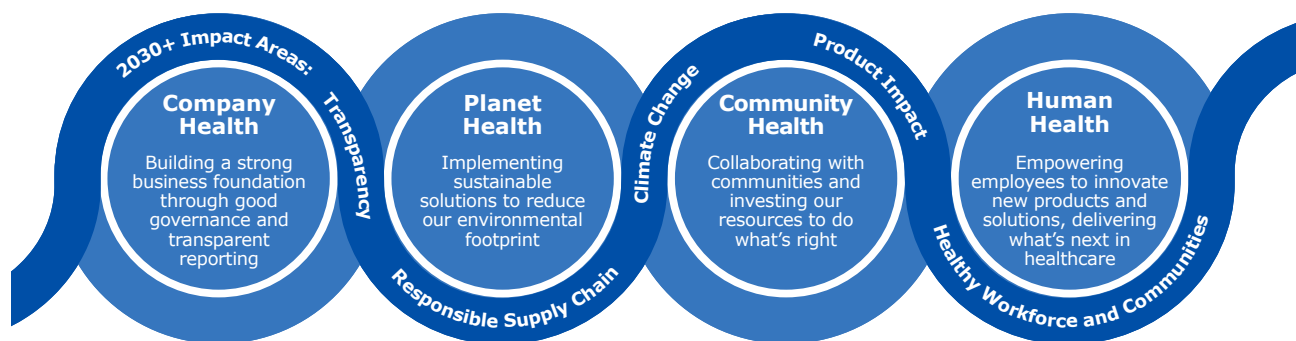 2030+ Impact Areas:
Transparency
Responsible Supply Chain
Climate Change
Product Impact
Healthy Workforce and Communities
Company
Health
Building a strong
business foundation
through good
governance and
transparent
reporting
Planet
Health
Implementing
sustainable
solutions to reduce
our environmental
footprint
Community
Health
Collaborating with
communities and
investing our
resources to do
what's right
Human
Health
Empowering
employees to innovate
new products and
solutions, delivering
what's next in
healthcare